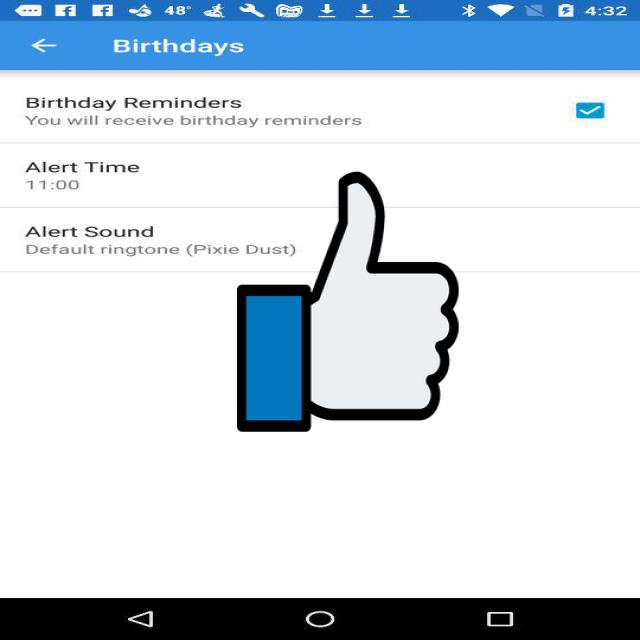 48° 4:32
Birthdays
Birthday Reminders
You will receive birthday reminders
Alert Time
11:00
Alert Sound
Default ringtone (Pixie Dust)